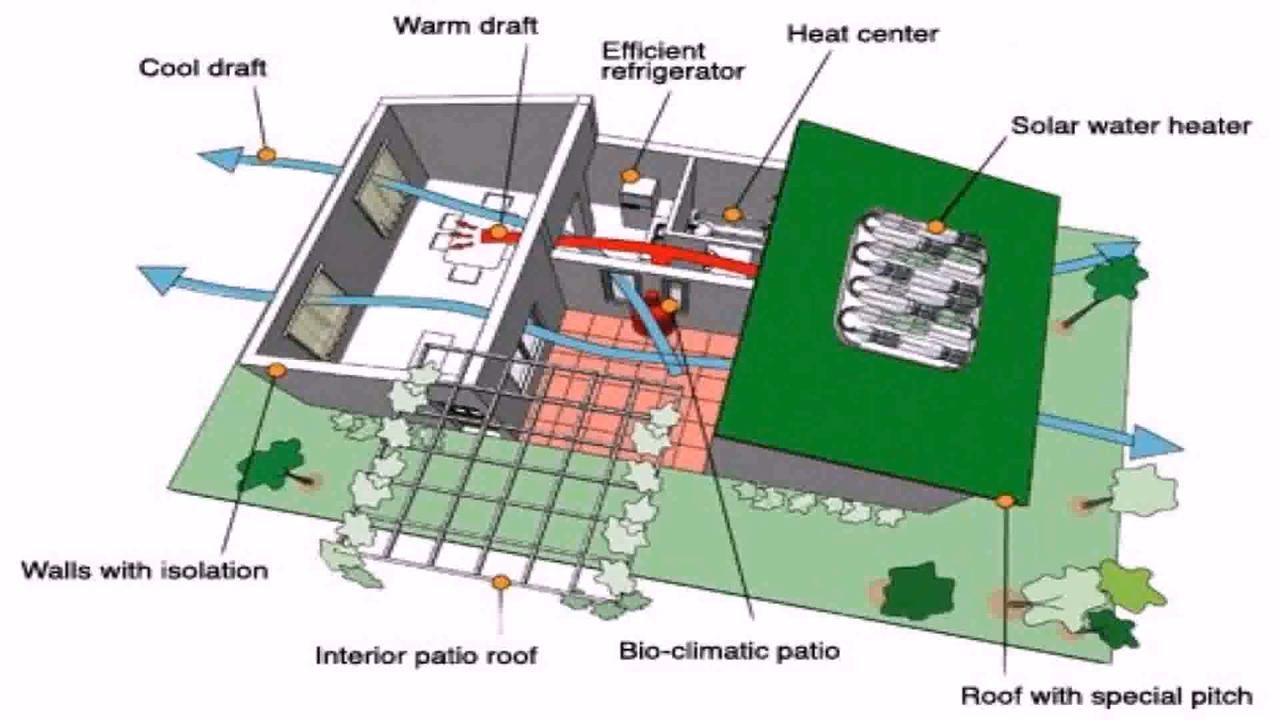 Warm draft
Heat center
Efficient
refrigerator
Cool draft
Solar water heater
Walls with isolation
Interior patio roof
Bio-climatic patio
Roof with special pitch